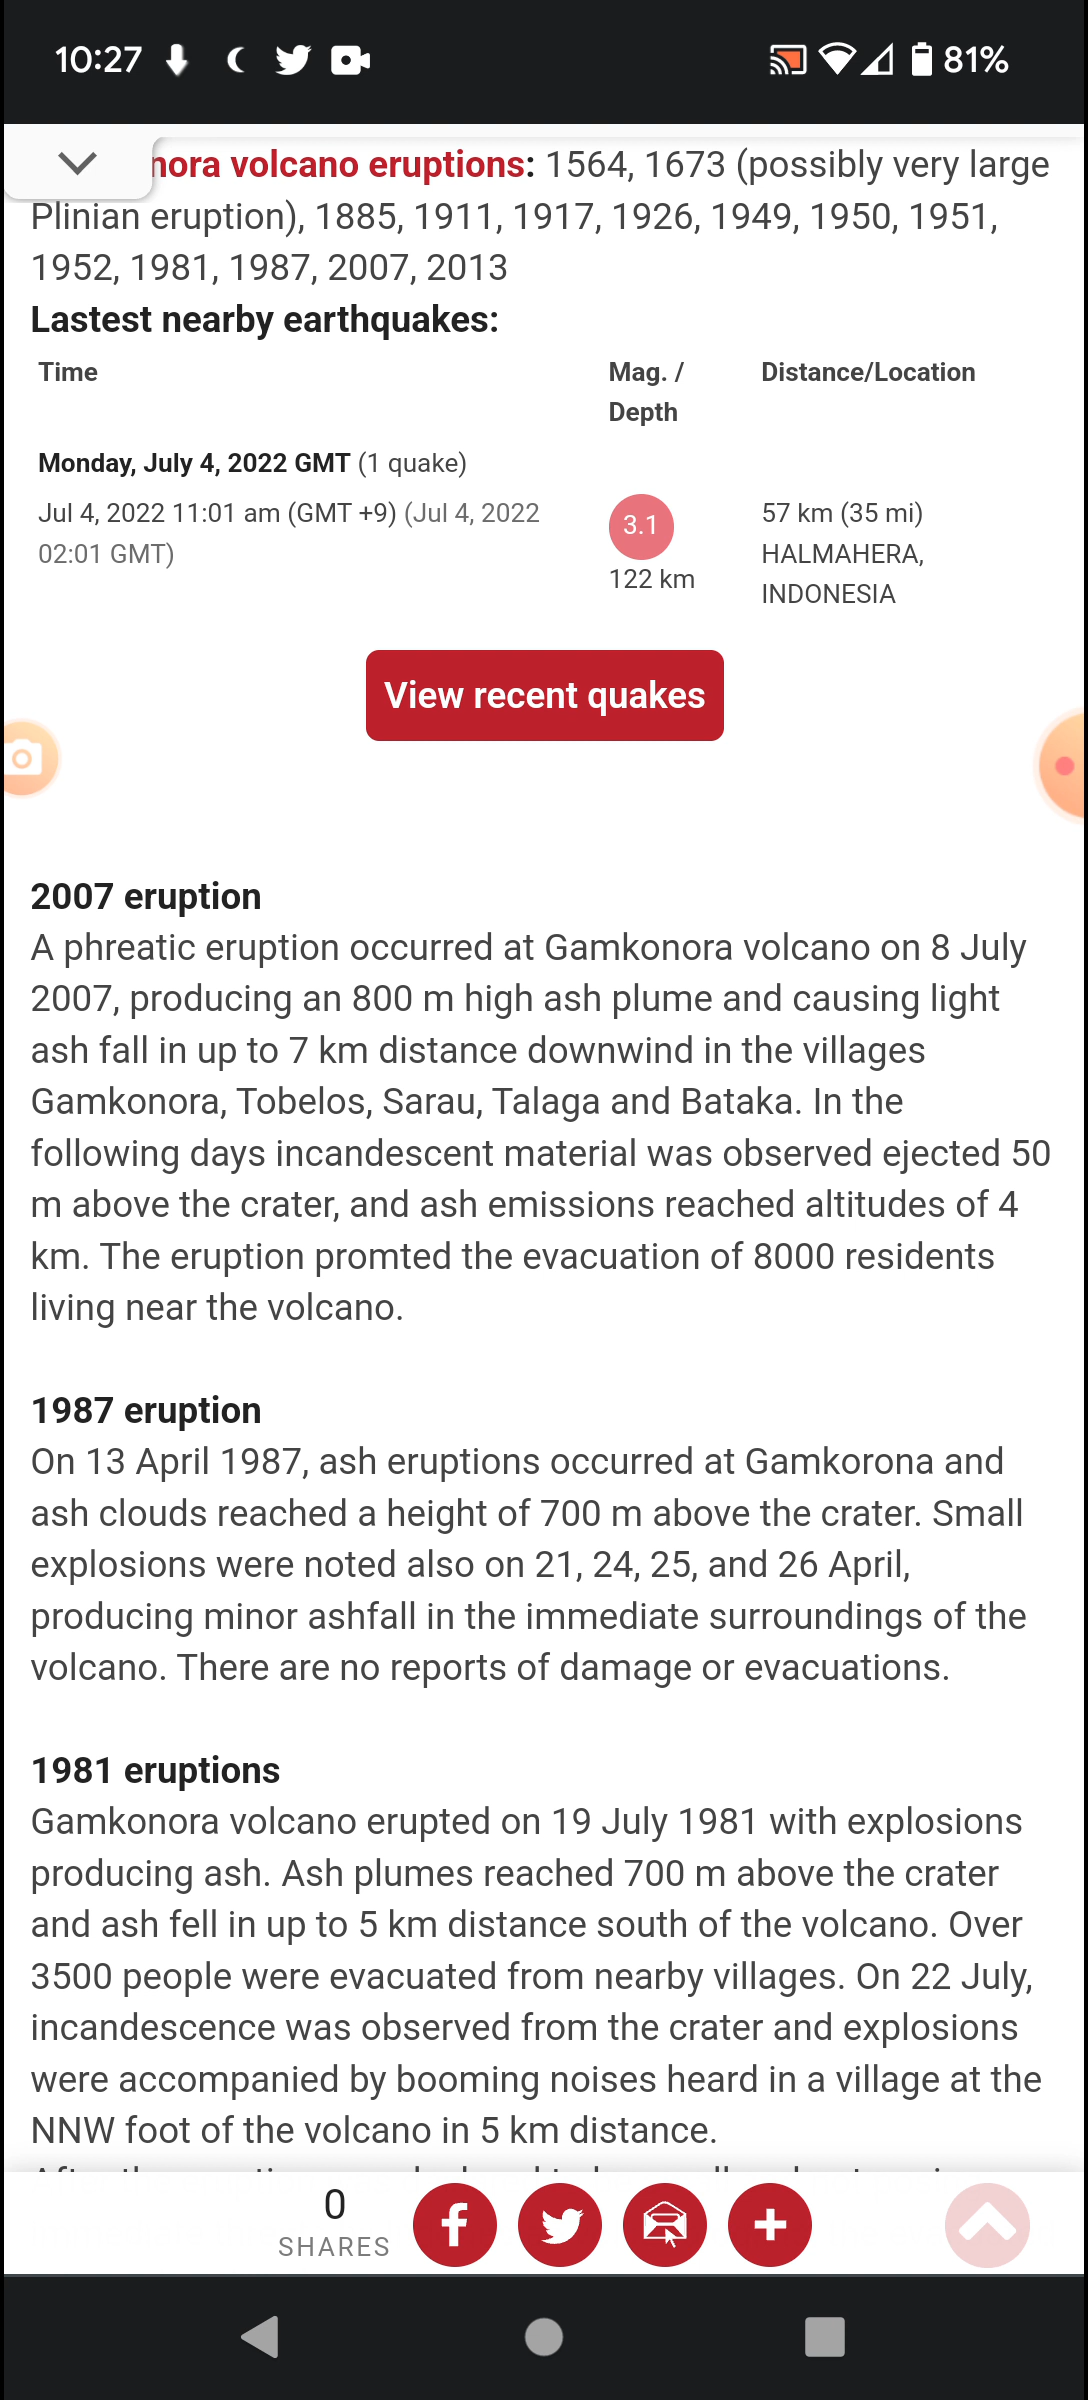 10:27
81%
nora volcano eruptions: 1564, 1673 (possibly very large
Plinian eruption), 1885, 1911, 1917, 1926, 1949, 1950, 1951,
1952, 1981, 1987, 2007, 2013
Lastest nearby earthquakes:
Time Mag. / Distance/Location
Depth
Monday, July 4, 2022 GMT (1 quake)
Jul 4, 2022 11:01 am (GMT +9) (Jul 4, 2022 3.1 57 km (35 mi)
02:01 GMT) 122 km HALMAHERA,
INDONESIA
View recent quakes
2007 eruption
A phreatic eruption occurred at Gamkonora volcano on 8 July
2007, producing an 800 m high ash plume and causing light
ash fall in up to 7 km distance downwind in the villages
Gamkonora, Tobelos, Sarau, Talaga and Bataka. In the
following days incandescent material was observed ejected 50
m above the crater, and ash emissions reached altitudes of 4
km. The eruption promted the evacuation of 8000 residents
living near the volcano.
1987 eruption
On 13 April 1987, ash eruptions occurred at Gamkorona and
ash clouds reached a height of 700 m above the crater. Small
explosions were noted also on 21, 24, 25, and 26 April,
producing minor ashfall in the immediate surroundings of the
volcano. There are no reports of damage or evacuations.
1981 eruptions
Gamkonora volcano erupted on 19 July 1981 with explosions
producing ash. Ash plumes reached 700 m above the crater
and ash fell in up to 5 km distance south of the volcano. Over
3500 people were evacuated from nearby villages. On 22 July,
incandescence was observed from the crater and explosions
were accompanied by booming noises heard in a village at the
NNW foot of the volcano in 5 km distance.
0
SHARES